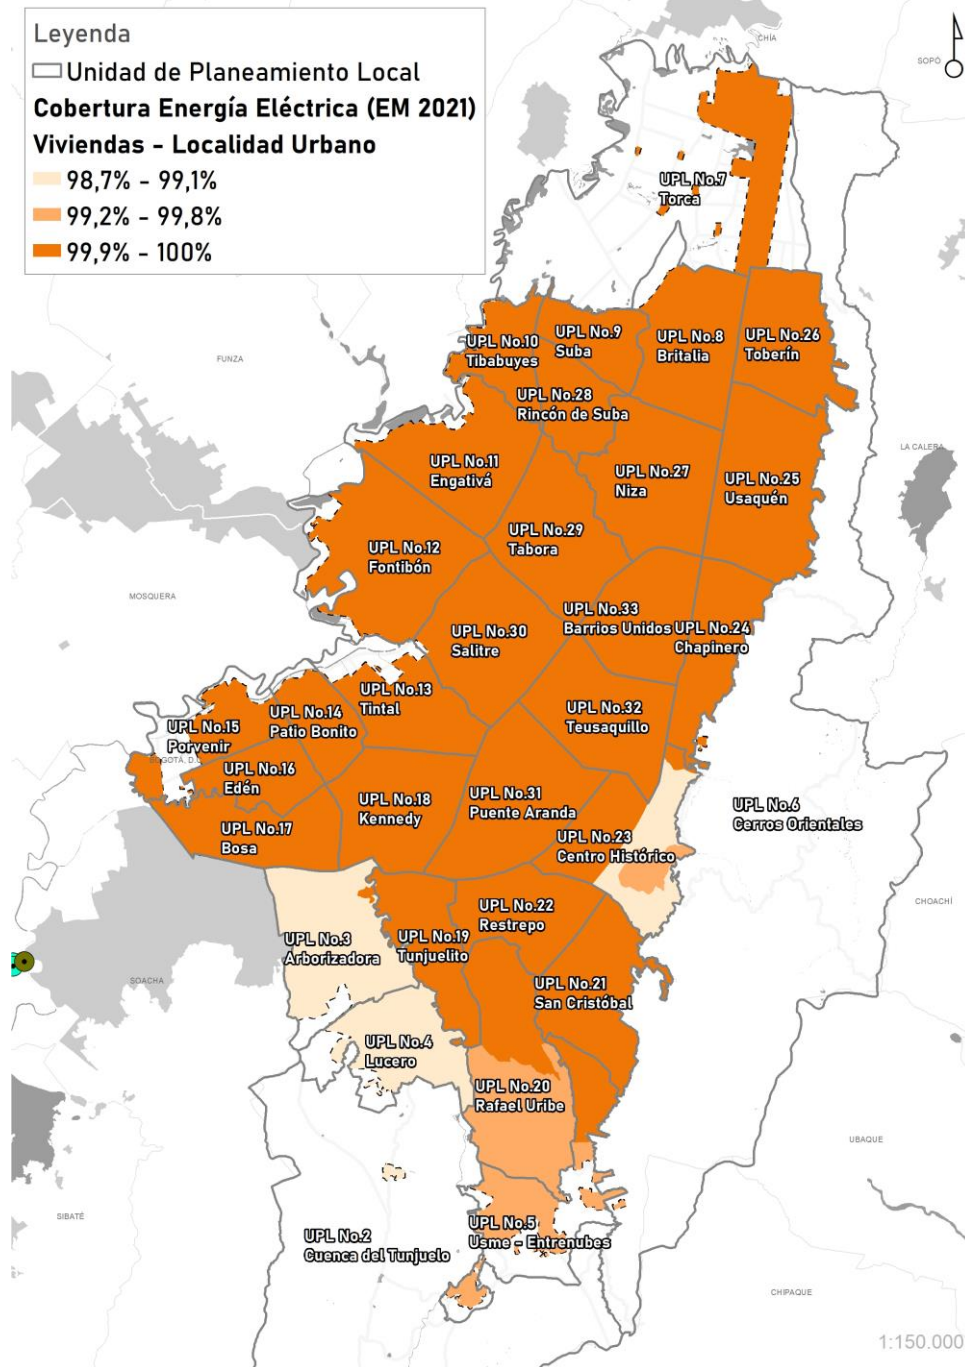 Leyenda
Unidad de Planeamiento Local
Cobertura Energía Eléctrica (EM 2021)
Viviendas - Localidad Urbano
98,7% - 99,1%
99,2% - 99,8%
99,9% - 100%
CHÍA
SOPÓ
UPL No.7
Torca
FUNZA
UPL No.10
Tibabuyes
UPL No.9
Suba
UPL No.8
Britalia
UPL No.26
Toberín
UPL No.28
Rincón de Suba
LA CALERA
UPL No.11
Engativá
UPL No.27
Niza
UPL No.25
Usaquén
UPL No.12
Fontibón
UPL No.29
Tabora
MOSQUERA
UPL No.33
Barrios Unidos
UPL No.24
Chapinero
UPL No.30
Salitre
UPL No.13
Tintal
UPL No.14
Patio Bonito
UPL No.32
Teusaquillo
UPL No.15
Porvenir
BOGOTÁ, D.C.
UPL No.16
Edén
UPL No.18
Kennedy
UPL No.31
Puente Aranda
UPL No.6
Cerros Orientales
UPL No.17
Bosa
UPL No.23
Centro Histórico
CHOACHÍ
UPL No.22
Restrepo
UPL No.3
Arborizadora
UPL No.19
Tunjuelito
SOACHA
UPL No.21
San Cristóbal
UPL No.4
Lucero
UPL No.20
Rafael Uribe
UBAQUE
SIBATÉ
UPL No.2
Cuenca del Tunjuelo
UPL No.5
Usme - Entrenubes
CHIPAQUE
1:150.000